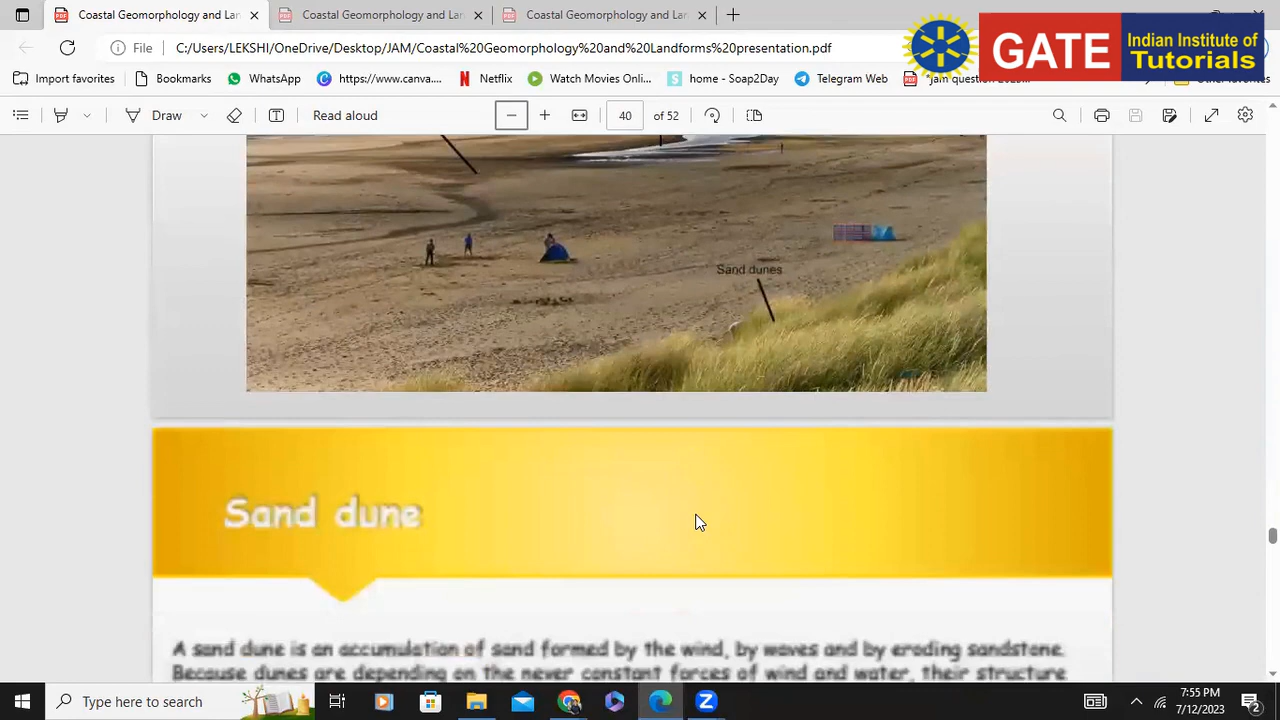 Coastal Geomorphology and Lar
Coastal Geomorphology and Lar
Coastal Geomorphology and Lar
File
C:/Users/LEKSHI/OneDrive/Desktop/JAM/Coastal%20Geomorphology%20and%20Landforms%20presentation.pdf
GATE
Indian Institute of
Tutorials
Import favorites
Bookmarks
WhatsApp
https://www.canva....
Netflix
Watch Movies Onli...
home - Soap2Day
Telegram Web
*jam question 2023...
Draw
Read aloud
40 of 52
Sand dunes
Sand dune
A sand dune is an accumulation of sand formed by the wind, by waves and by eroding sandstone.
Because dunes are depending on the never constant forces of wind and water, their structure
Type here to search
7:55 PM
7/12/2023
2